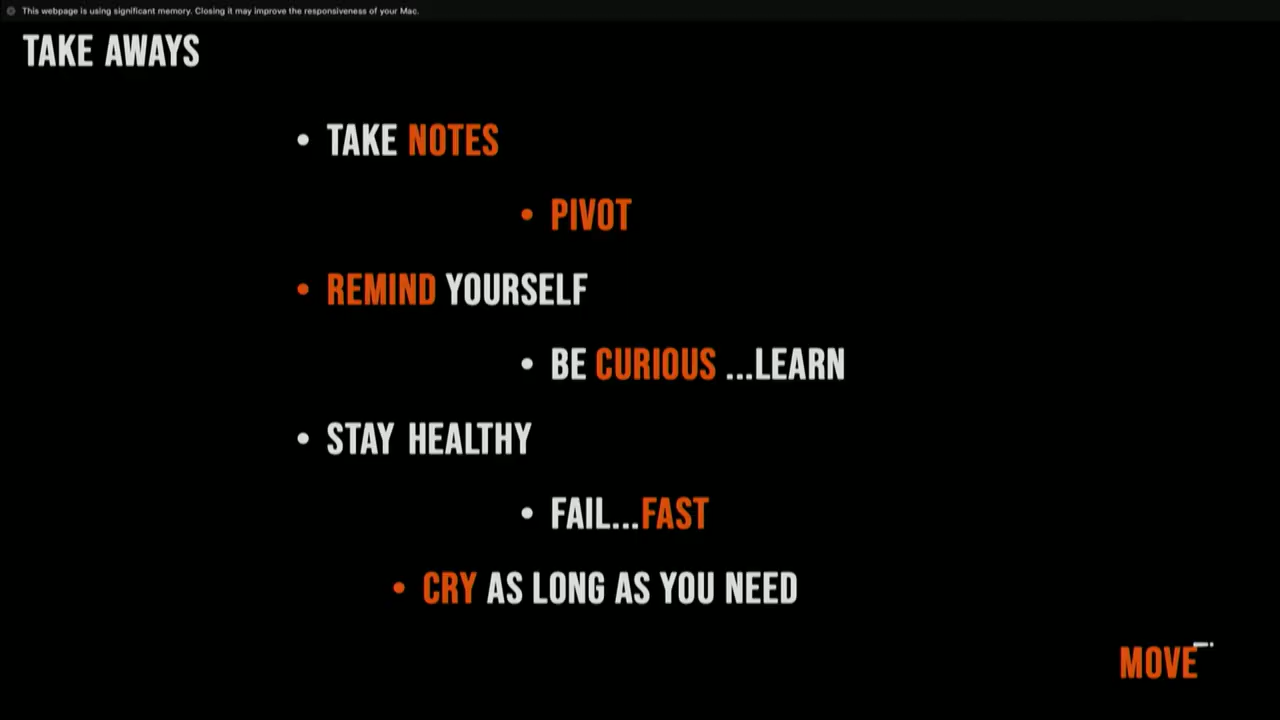 This webpage is using significant memory. Closing it may improve the responsiveness of your Mac.
TAKE AWAYS
• TAKE NOTES
• PIVOT
• REMIND YOURSELF
• BE CURIOUS ...LEARN
• STAY HEALTHY
• FAIL...FAST
• CRY AS LONG AS YOU NEED
MOVE